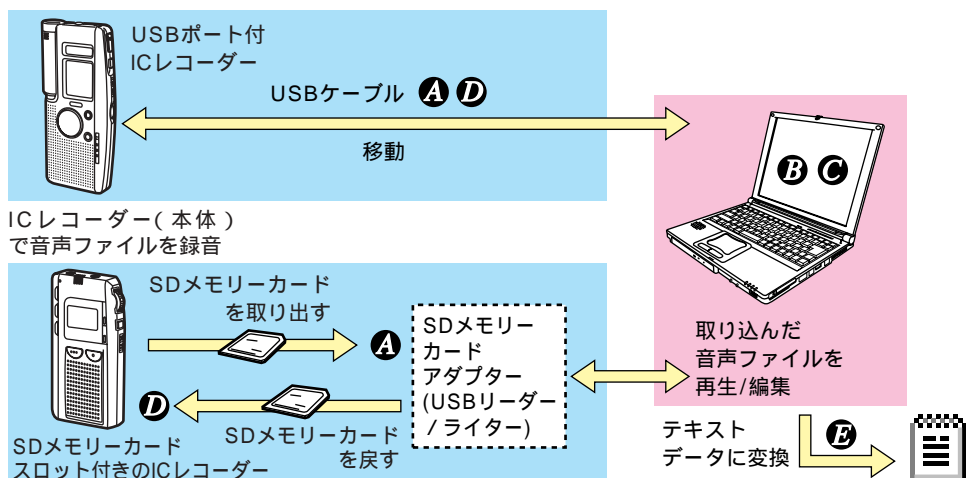 USBポート付
ICレコーダー
USBケーブル A D
移動
B C
ICレコーダー(本体)
で音声ファイルを録音
SDメモリーカード
を取り出す
A
SDメモリー
カード
アダプター
(USBリーダー
/ライター)
取り込んだ
音声ファイルを
再生/編集
D
SDメモリーカード
を戻す
SDメモリーカード
スロット付きのICレコーダー
テキスト
データに変換
E